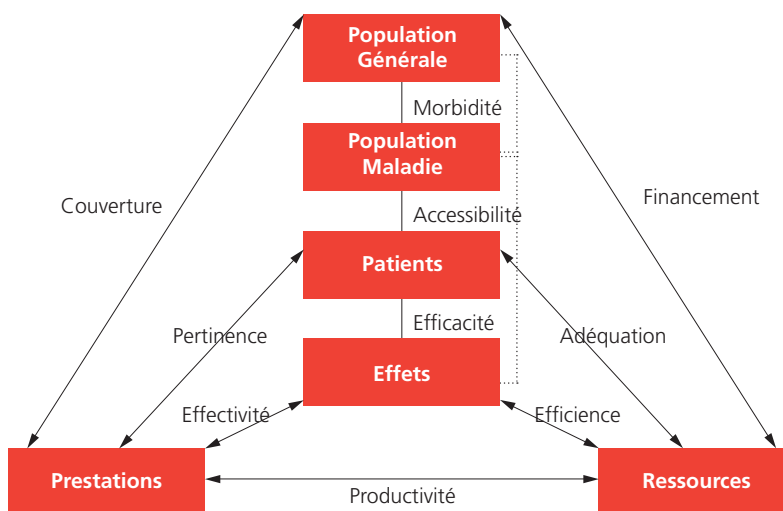 Population
Générale
Morbidité
Population
Maladie
Couverture
Financement
Accessibilité
Patients
Efficacité
Pertinence
Adéquation
Effets
Effectivité
Efficience
Prestations
Ressources
Productivité